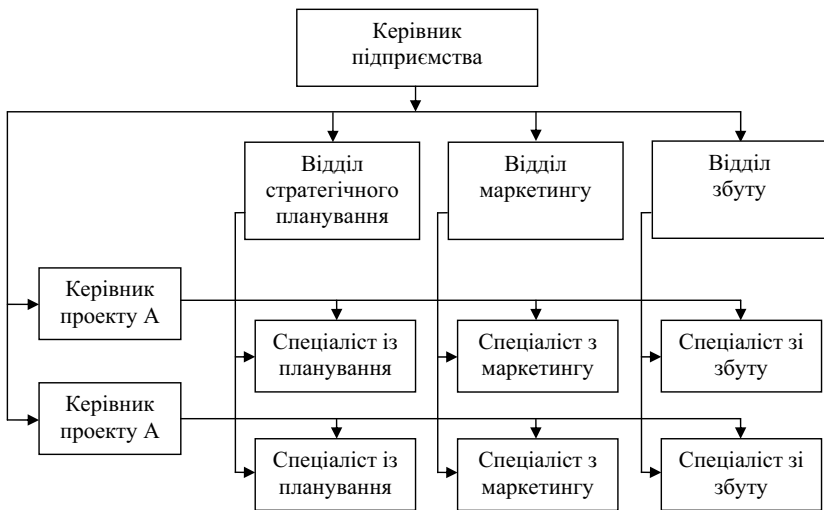 Керівник
підприємства
Відділ
стратегічного
планування
Відділ
маркетингу
Відділ
збуту
Керівник
проекту А
Спеціаліст із
планування
Спеціаліст з
маркетингу
Спеціаліст зі
збуту
Керівник
проекту А
Спеціаліст із
планування
Спеціаліст з
маркетингу
Спеціаліст зі
збуту